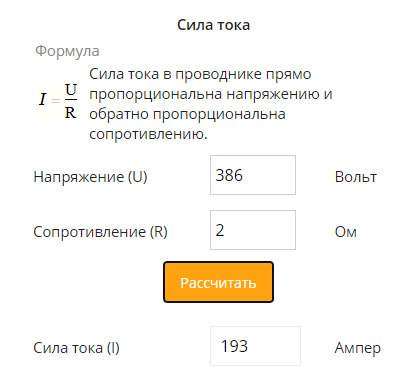 Сила тока
Формула
I = U/R
Сила тока в проводнике прямо
пропорциональна напряжению и
обратно пропорциональна
сопротивлению.
Напряжение (U) 386 Вольт
Сопротивление (R) 2 Ом
Рассчитать
Сила тока (I) 193 Ампер